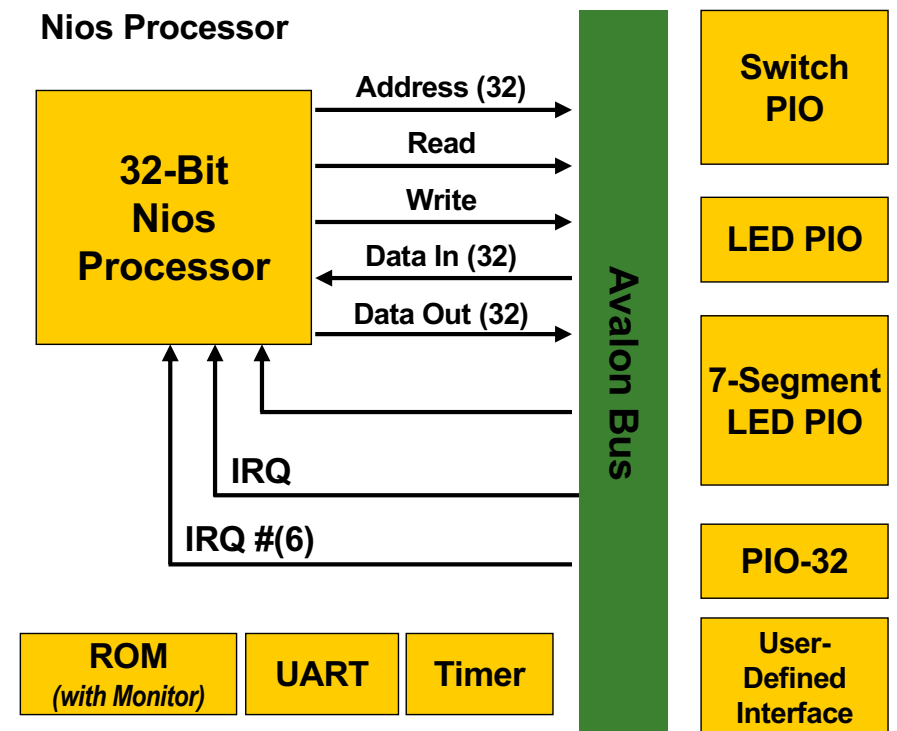 Nios Processor
32-Bit
Nios
Processor
Address (32)
Read
Write
Data In (32)
Data Out (32)
IRQ
IRQ #(6)
Avalon Bus
Switch
PIO
LED PIO
7-Segment
LED PIO
PIO-32
User-
Defined
Interface
ROM
(with Monitor)
UART
Timer